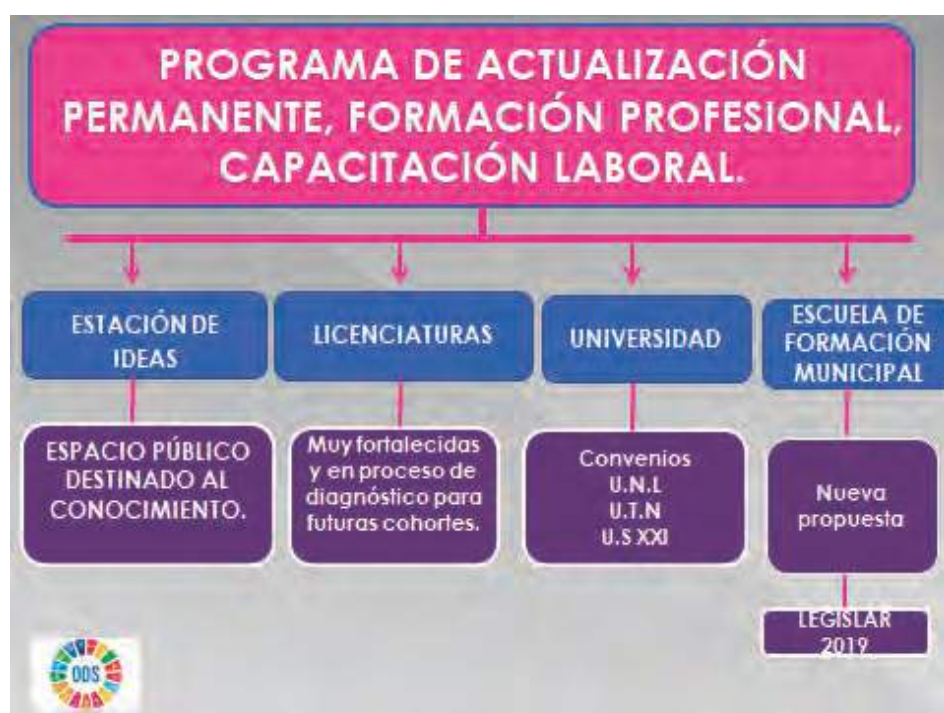 PROGRAMA DE ACTUALIZACIÓN
PERMANENTE, FORMACIÓN PROFESIONAL,
CAPACITACIÓN LABORAL.
ESTACIÓN DE
IDEAS
LICENCIATURAS
UNIVERSIDAD
ESCUELA DE
FORMACIÓN
MUNICIPAL
ESPACIO PÚBLICO
DESTINADO AL
CONOCIMIENTO.
Muy fortalecidas
y en proceso de
diagnóstico para
futuras cohortes.
Convenios
U.N.L
U.T.N
U.S XXI
Nueva
propuesta
LEGISLAR
2019
ODS